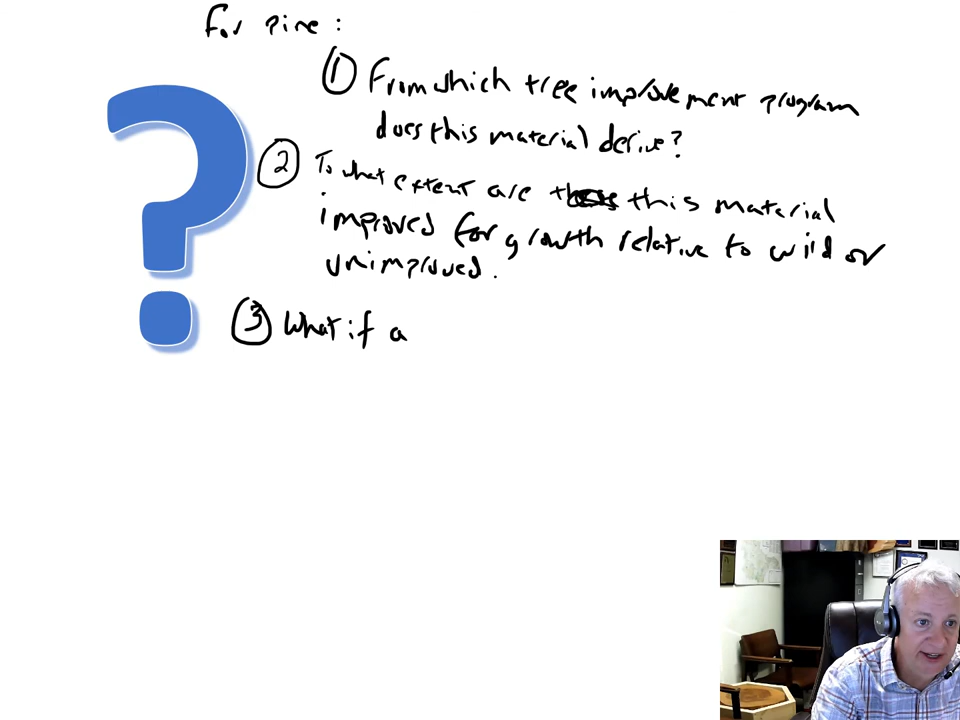 For pine :
① From which tree improvement program
does this material derive?
② To what extent are this material
improved for growth relative to wild or
unimproved.
③ What if a